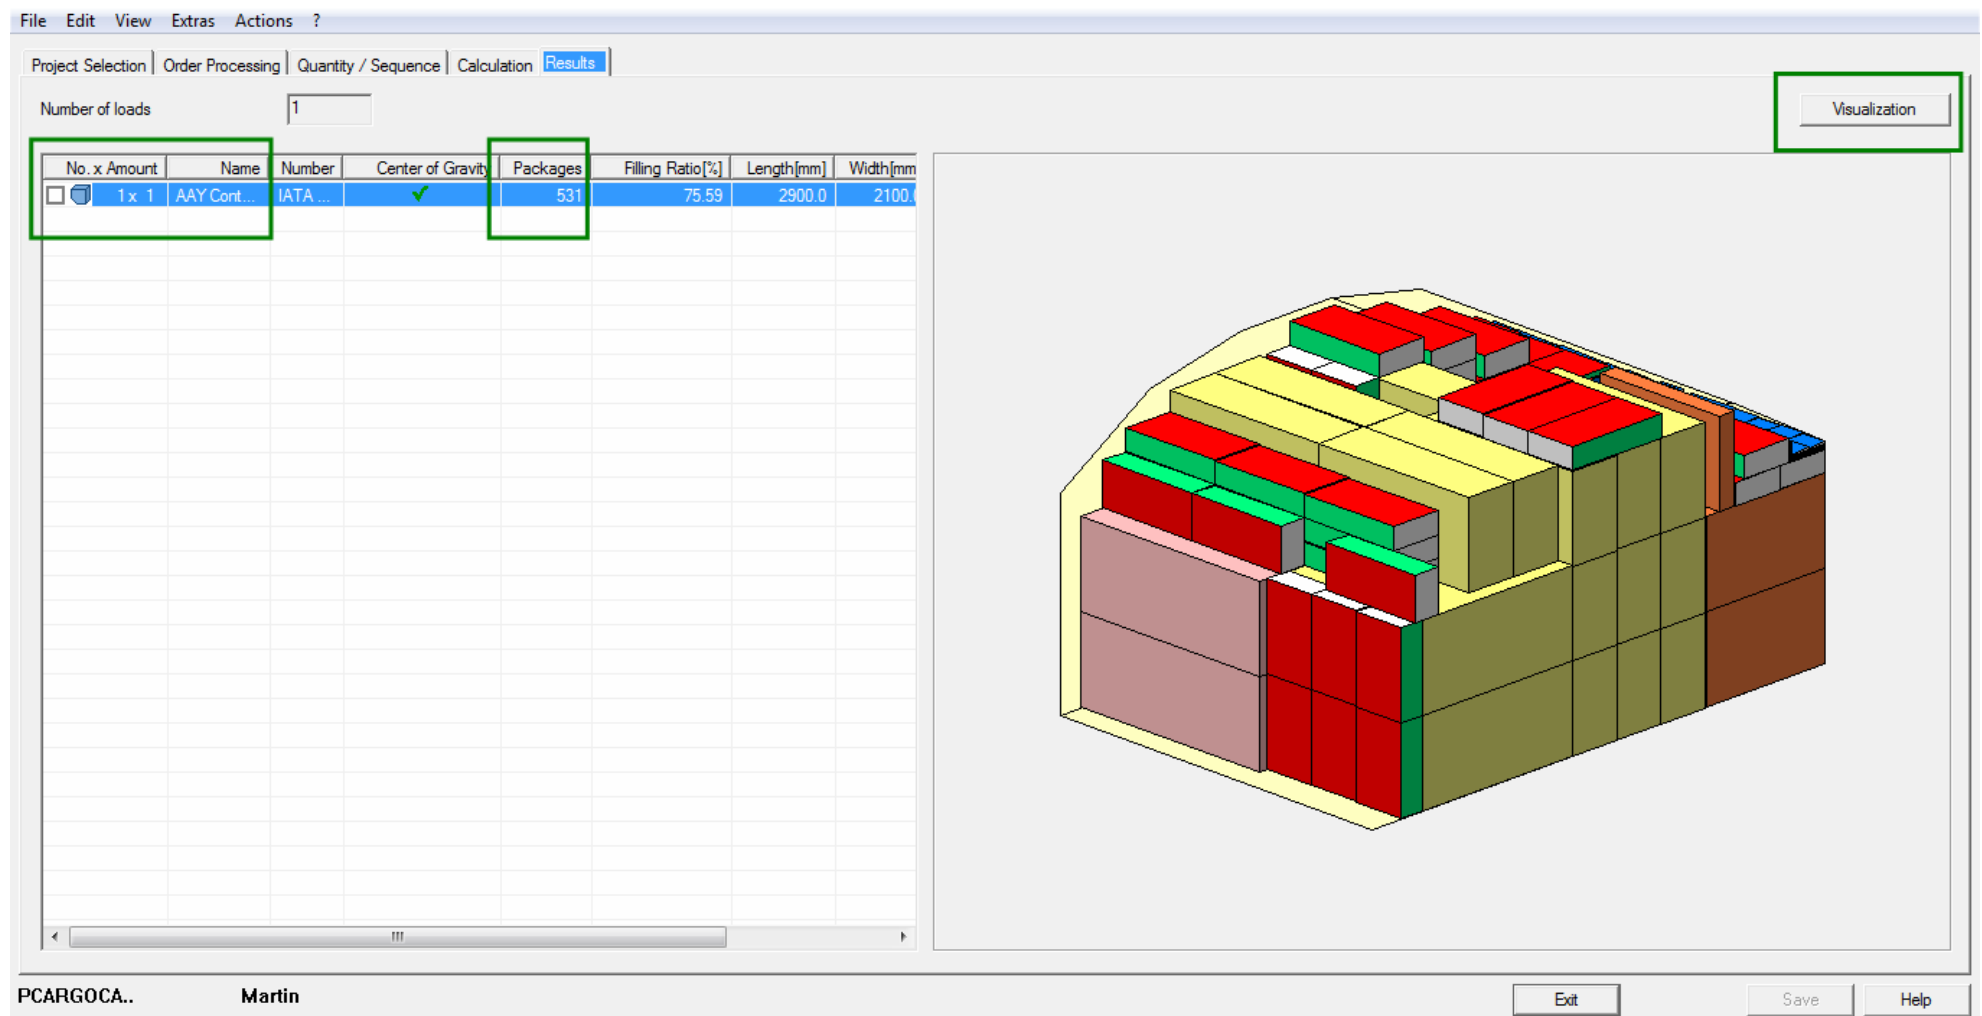 File Edit View Extras Actions ?
Project Selection Order Processing Quantity / Sequence Calculation Results
Number of loads 1 Visualization
No. x Amount Name Number Center of Gravity Packages Filling Ratio[%] Length[mm] Width[mm
1 x 1 AAY Cont... IATA ... 531 75.59 2900.0 2100.
PCARGOCA.. Martin Exit Save Help